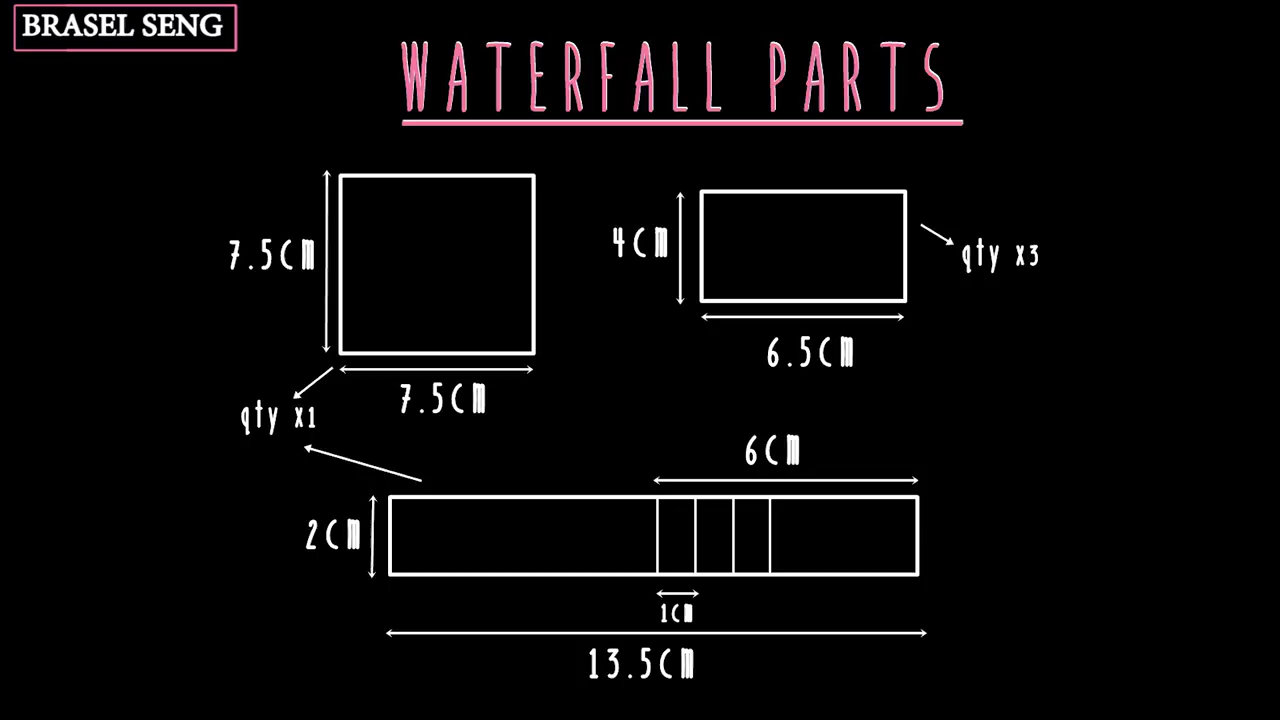 BRASEL SENG
WATERFALL PARTS
7.5CM
4CM
qty x3
6.5CM
7.5CM
qty x1
6CM
2CM
1CM
13.5CM